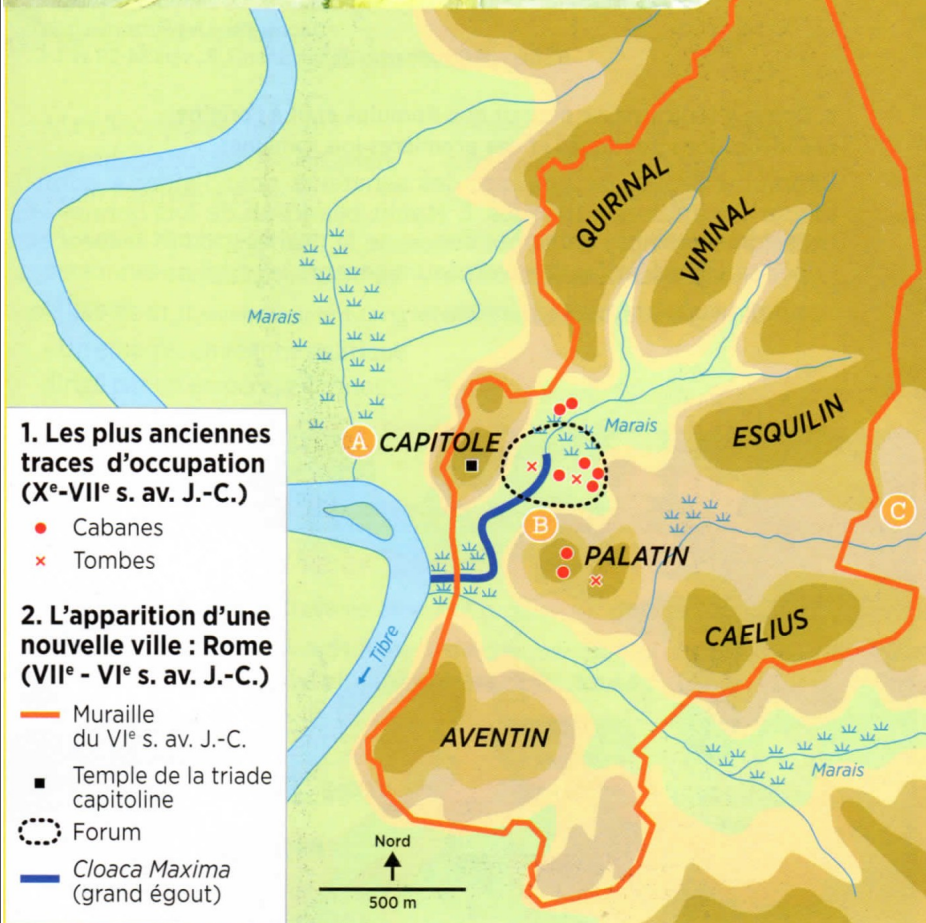 QUIRINAL
VIMINAL
Marais
A
CAPITOLE
Marais
ESQUILIN
B
C
PALATIN
CAELIUS
← Tibre
AVENTIN
Marais
Nord
500 m
1. Les plus anciennes
traces d'occupation
(Xᵉ-VIIᵉ s. av. J.-C.)
Cabanes
Tombes
2. L'apparition d'une
nouvelle ville : Rome
(VIIᵉ - VIᵉ s. av. J.-C.)
Muraille
du VIᵉ s. av. J.-C.
Temple de la triade
capitoline
Forum
Cloaca Maxima
(grand égout)